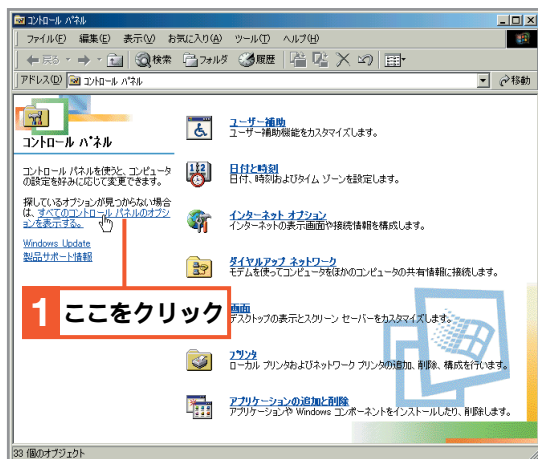 コントロール パネル
ファイル(F) 編集(E) 表示(V) お気に入り(A) ツール(T) ヘルプ(H)
戻る 検索 フォルダ 履歴
アドレス(D) コントロール パネル 移動
コントロール パネル
コントロール パネルを使うと、コンピュータ
の設定を好みに応じて変更できます。
探しているオプションが見つからない場合
は、すべてのコントロール パネルのオプシ
ョンを表示する。
Windows Update
製品サポート情報
1 ここをクリック
ユーザー補助
ユーザー補助機能をカスタマイズします。
日付と時刻
日付、時刻およびタイム ゾーンを設定します。
インターネット オプション
インターネットの表示画面や接続情報を構成します。
ダイヤルアップ ネットワーク
モデムを使ってコンピュータをほかのコンピュータの共有情報に接続します。
画面
デスクトップの表示とスクリーン セーバーをカスタマイズします。
プリンタ
ローカル プリンタおよびネットワーク プリンタの追加、削除、構成を行います。
アプリケーションの追加と削除
アプリケーションや Windows コンポーネントをインストールしたり、削除します。
33 個のオブジェクト